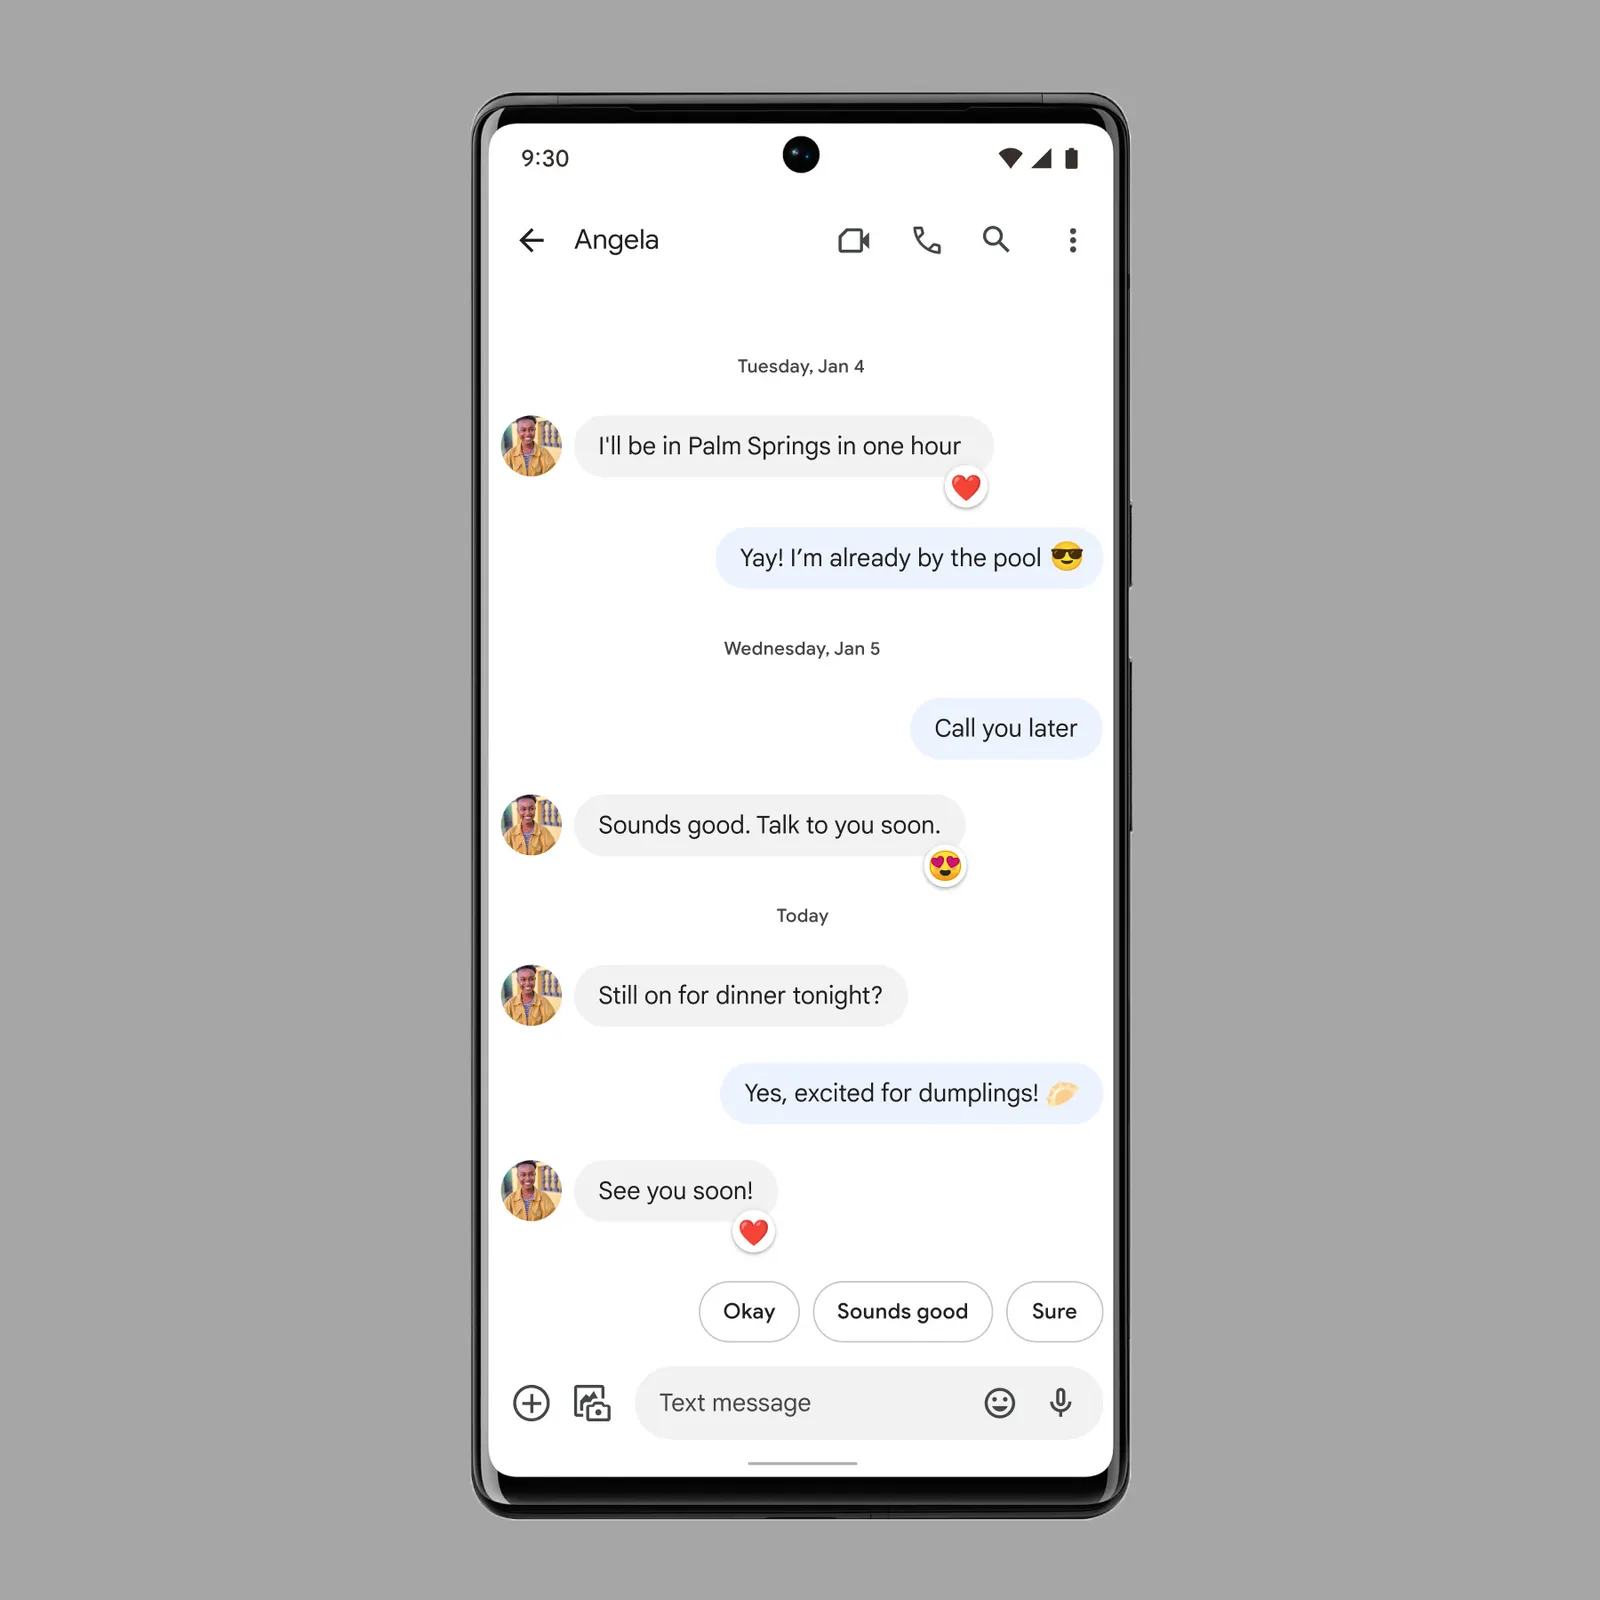 9:30
Angela
Tuesday, Jan 4
I'll be in Palm Springs in one hour
❤️
Yay! I’m already by the pool 😎
Wednesday, Jan 5
Call you later
Sounds good. Talk to you soon.
😍
Today
Still on for dinner tonight?
Yes, excited for dumplings! 🥟
See you soon!
❤️
Okay Sounds good Sure
Text message